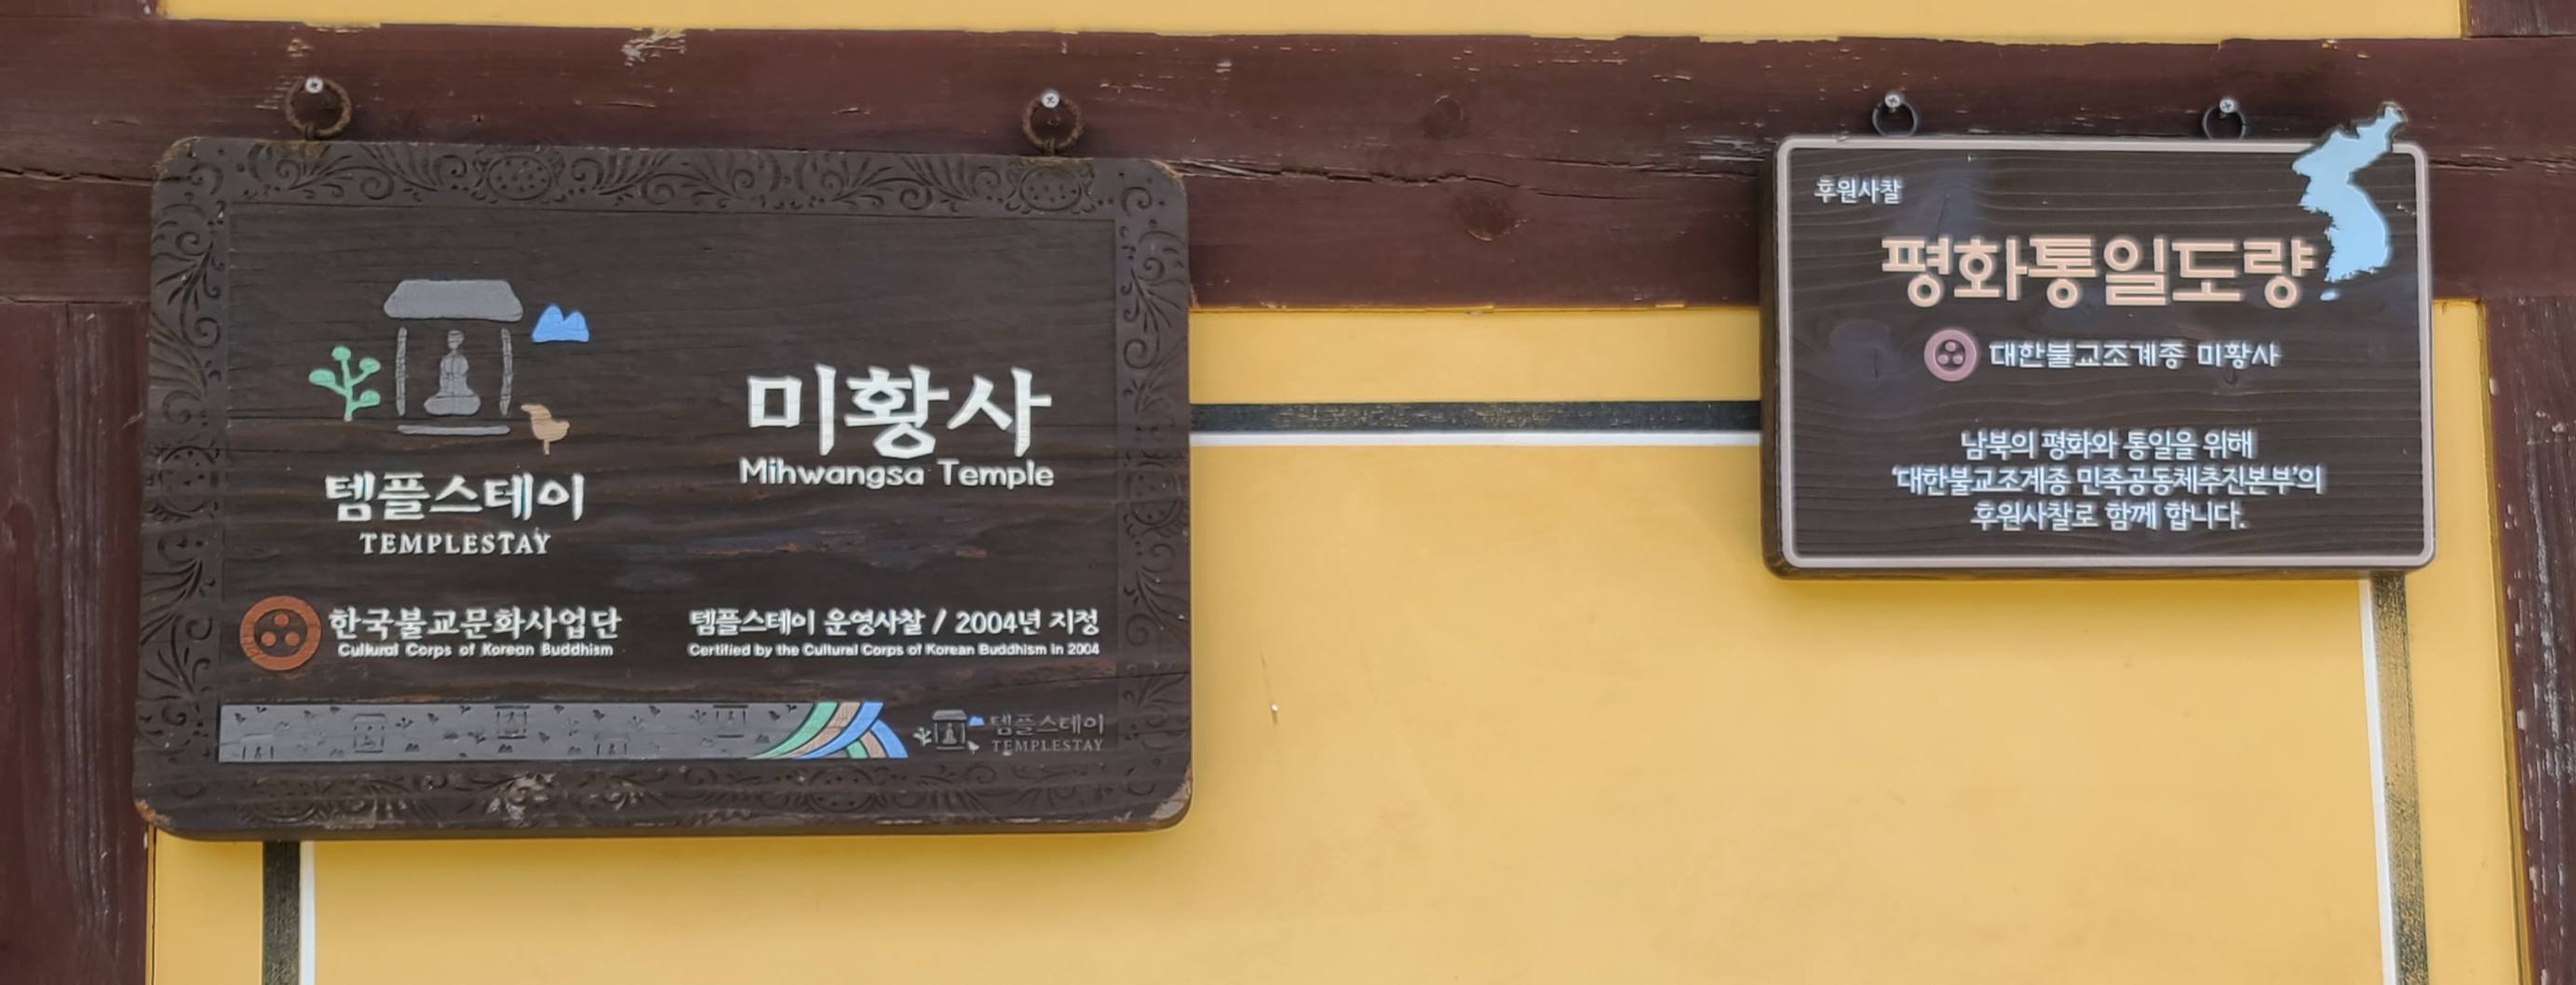 템플스테이
TEMPLESTAY
미황사
Mihwangsa Temple
한국불교문화사업단
Cultural Corps of Korean Buddhism
템플스테이 운영사찰 / 2004년 지정
Certified by the Cultural Corps of Korean Buddhism in 2004
템플스테이
TEMPLESTAY
후원사찰
평화통일도량
대한불교조계종 미황사
남북의 평화와 통일을 위해
'대한불교조계종 민족공동체추진본부'의
후원사찰로 함께 합니다.